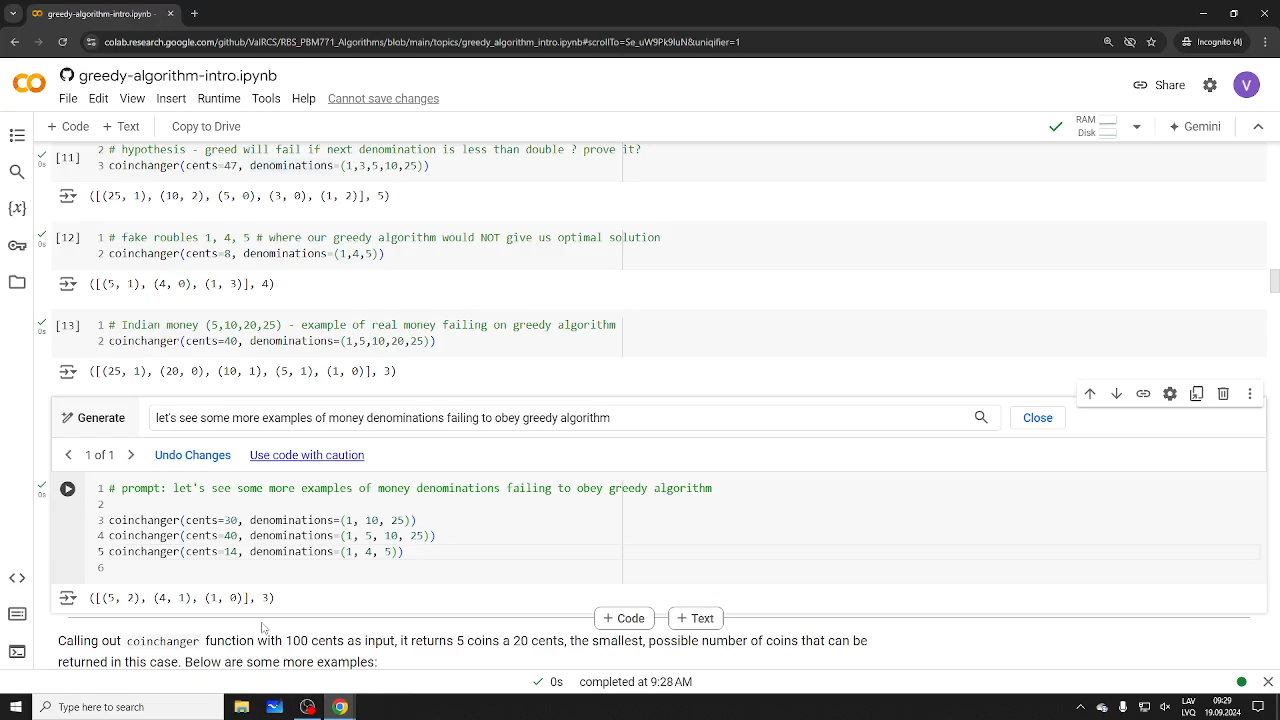 greedy-algorithm-intro.ipynb -
colab.research.google.com/github/ValRCS/RBS_PBM771_Algorithms/blob/main/topics/greedy_algorithm_intro.ipynb#scrollTo=Se_uW9Pk9IuN&uniqifier=1
Incognito (4)
greedy-algorithm-intro.ipynb
File Edit View Insert Runtime Tools Help Cannot save changes
Share
V
+ Code + Text Copy to Drive
RAM
Disk
Gemini
0s
[11] 2 # hypothesis - greed will fail if next denomination is less than double ? prove it?
3 coinchanger(cents=47, denominations=(1,3,5,10,25))
([(25, 1), (10, 2), (5, 0), (3, 0), (1, 2)], 5)
0s
[12] 1 # fake roubles 1, 4, 5 # where our greedy algorithm would NOT give us optimal solution
2 coinchanger(cents=8, denominations=(1,4,5))
([(5, 1), (4, 0), (1, 3)], 4)
0s
[13] 1 # Indian money (5,10,20,25) - example of real money failing on greedy algorithm
2 coinchanger(cents=40, denominations=(1,5,10,20,25))
([(25, 1), (20, 0), (10, 1), (5, 1), (1, 0)], 3)
Generate let's see some more examples of money denominations failing to obey greedy algorithm Close
1 of 1 Undo Changes Use code with caution
0s
1 # prompt: let's see some more examples of money denominations failing to obey greedy algorithm
2
3 coinchanger(cents=30, denominations=(1, 10, 25))
4 coinchanger(cents=40, denominations=(1, 5, 10, 25))
5 coinchanger(cents=14, denominations=(1, 4, 5))
6
([(5, 2), (4, 1), (1, 0)], 3)
+ Code + Text
Calling out coinchanger function with 100 cents as input, it returns 5 coins a 20 cents, the smallest, possible number of coins that can be
returned in this case. Below are some more examples:
0s completed at 9:28 AM
Type here to search
LAV
LVQ
09:29
19.09.2024